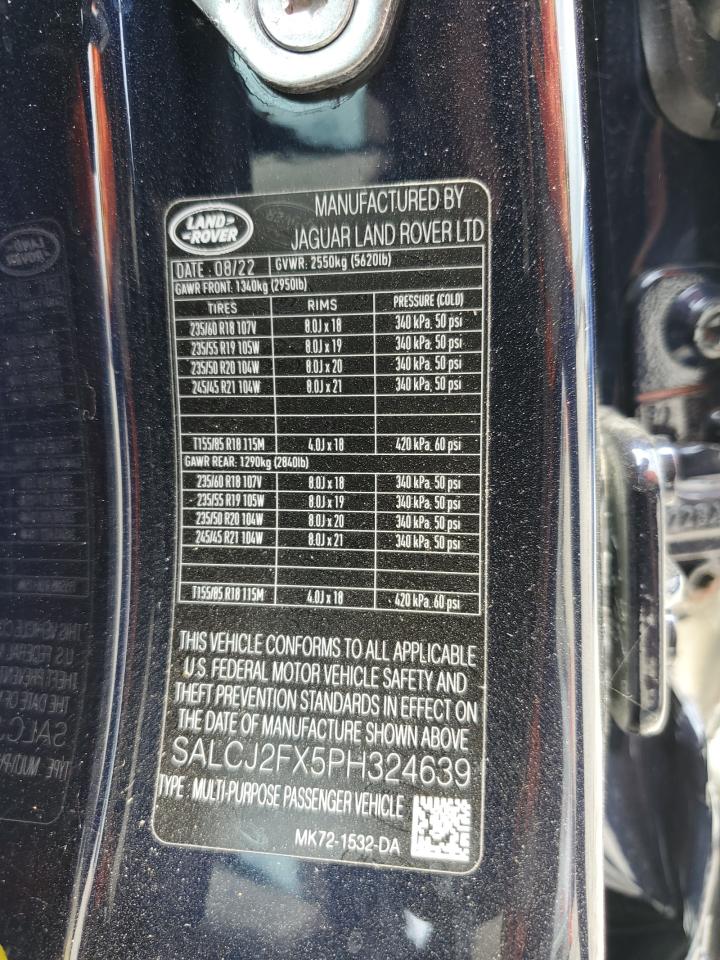 LAND-
-ROVER
MANUFACTURED BY
JAGUAR LAND ROVER LTD
DATE: 08/22 GVWR: 2550kg (5620lb)
GAWR FRONT: 1340kg (2950lb)
TIRES RIMS PRESSURE (COLD)
235/60 R18 107V 8.0J x 18 340 kPa, 50 psi
235/55 R19 105W 8.0J x 19 340 kPa, 50 psi
235/50 R20 104W 8.0J x 20 340 kPa, 50 psi
245/45 R21 104W 8.0J x 21 340 kPa, 50 psi
T155/85 R18 115M 4.0J x 18 420 kPa, 60 psi
GAWR REAR: 1290kg (2840lb)
235/60 R18 107V 8.0J x 18 340 kPa, 50 psi
235/55 R19 105W 8.0J x 19 340 kPa, 50 psi
235/50 R20 104W 8.0J x 20 340 kPa, 50 psi
245/45 R21 104W 8.0J x 21 340 kPa, 50 psi
T155/85 R18 115M 4.0J x 18 420 kPa, 60 psi
THIS VEHICLE CONFORMS TO ALL APPLICABLE
U.S. FEDERAL MOTOR VEHICLE SAFETY AND
THEFT PREVENTION STANDARDS IN EFFECT ON
THE DATE OF MANUFACTURE SHOWN ABOVE
SALCJ2FX5PH324639
TYPE: MULTI-PURPOSE PASSENGER VEHICLE
MK72-1532-DA